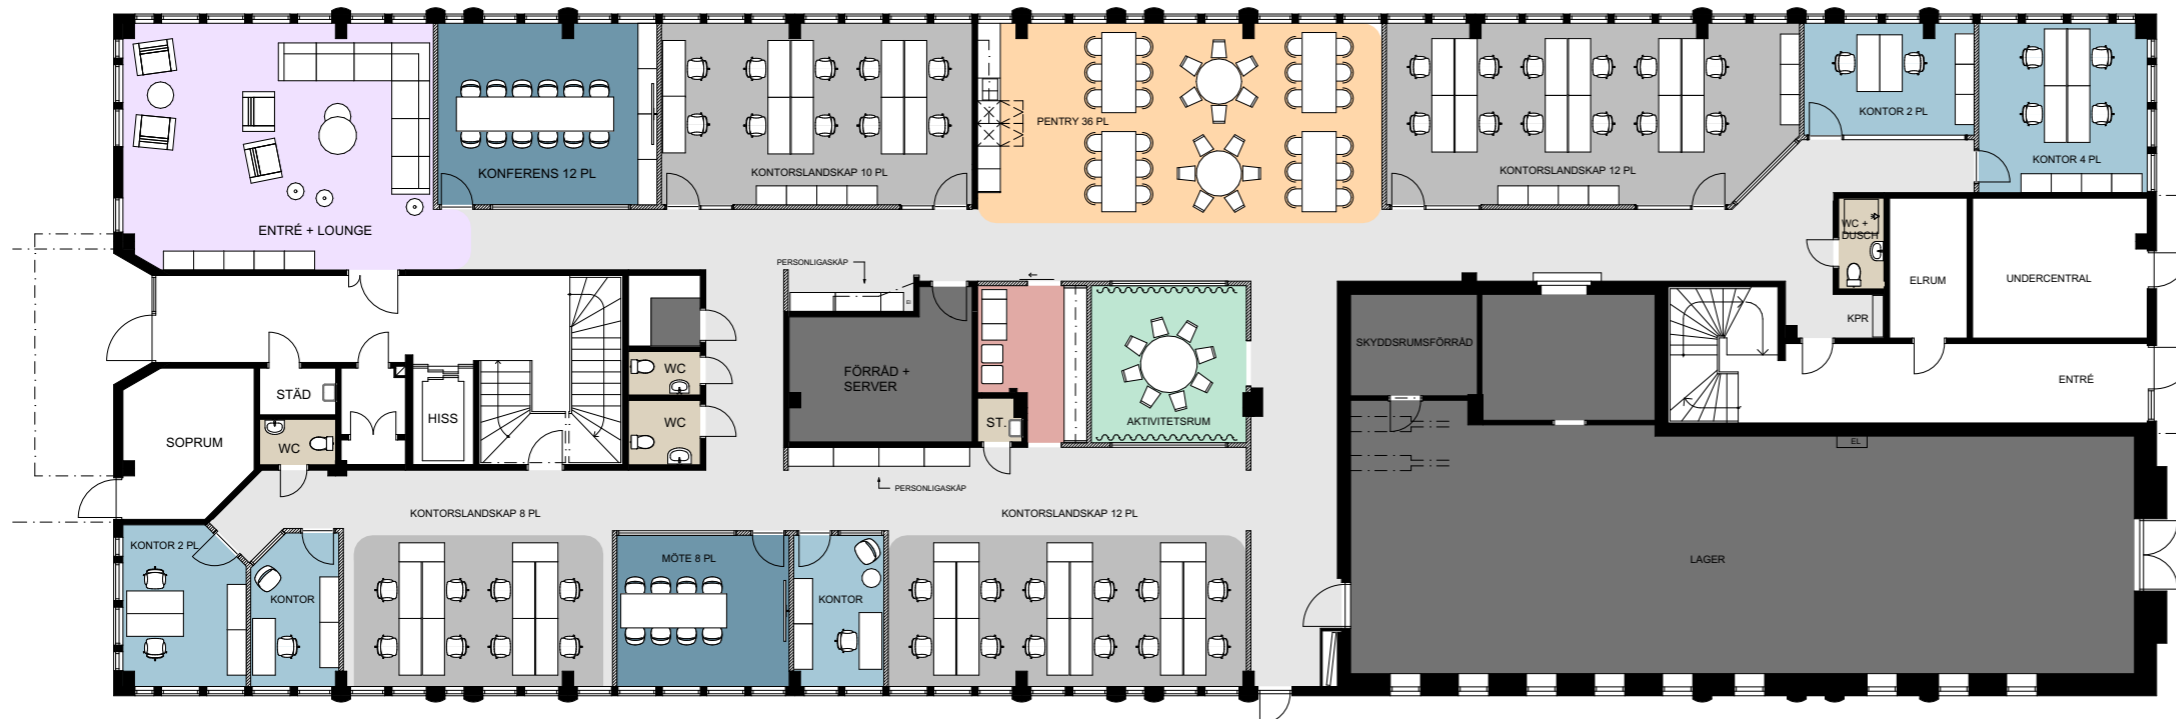 KONFERENS 12 PL
KONTORSLANDSKAP 10 PL
PENTRY 36 PL
KONTORSLANDSKAP 12 PL
KONTOR 2 PL
KONTOR 4 PL
ENTRÉ + LOUNGE
WC +
DUSCH
ELRUM
UNDERCENTRAL
PERSONLIGASKÅP
KPR
SKYDDSRUMSFÖRRÅD
FÖRRÅD +
SERVER
WC
STÄD
HISS
ENTRÉ
WC
ST.
AKTIVITETSRUM
SOPRUM
WC
EL
PERSONLIGASKÅP
KONTORSLANDSKAP 8 PL
KONTORSLANDSKAP 12 PL
KONTOR 2 PL
MÖTE 8 PL
LAGER
KONTOR
KONTOR